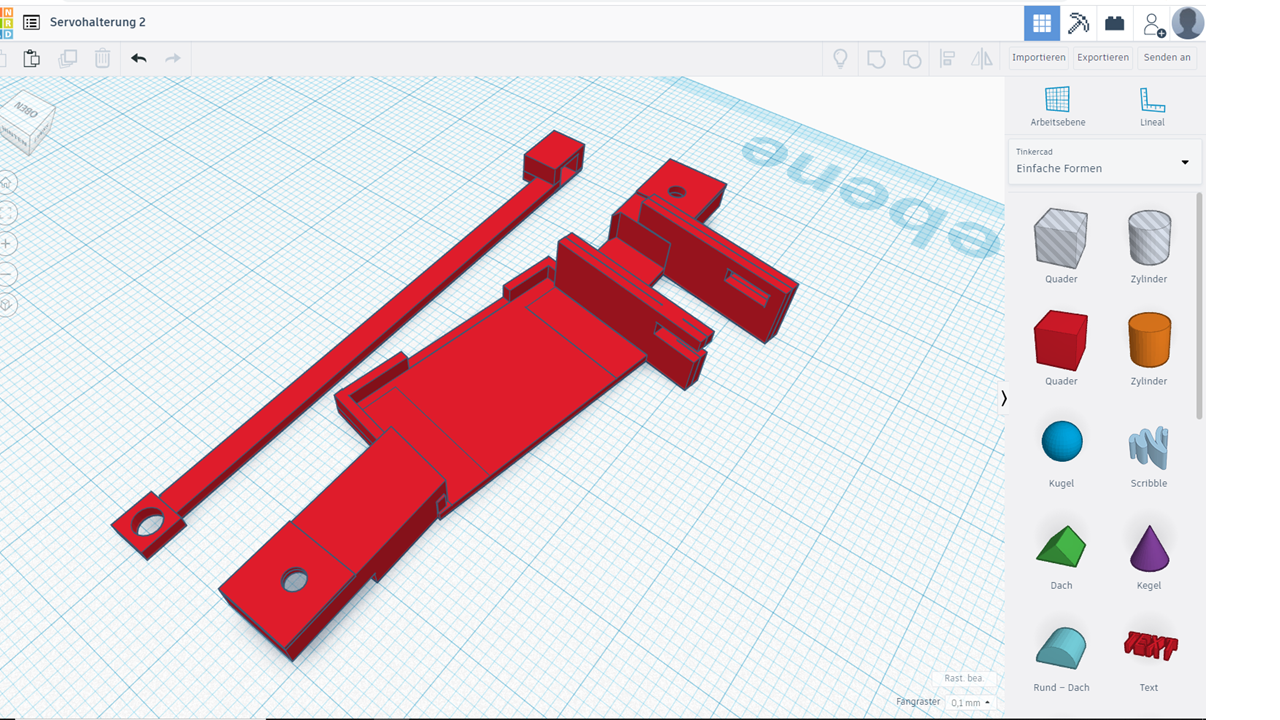 Servohalterung 2
Importieren
Exportieren
Senden an
OBEN
ebene
Arbeitsebene
Lineal
Tinkercad
Einfache Formen
Quader
Zylinder
Quader
Zylinder
Kugel
Scribble
Dach
Kegel
TEXT
Rund – Dach
Text
Rast. bea.
Fangraster
0,1 mm